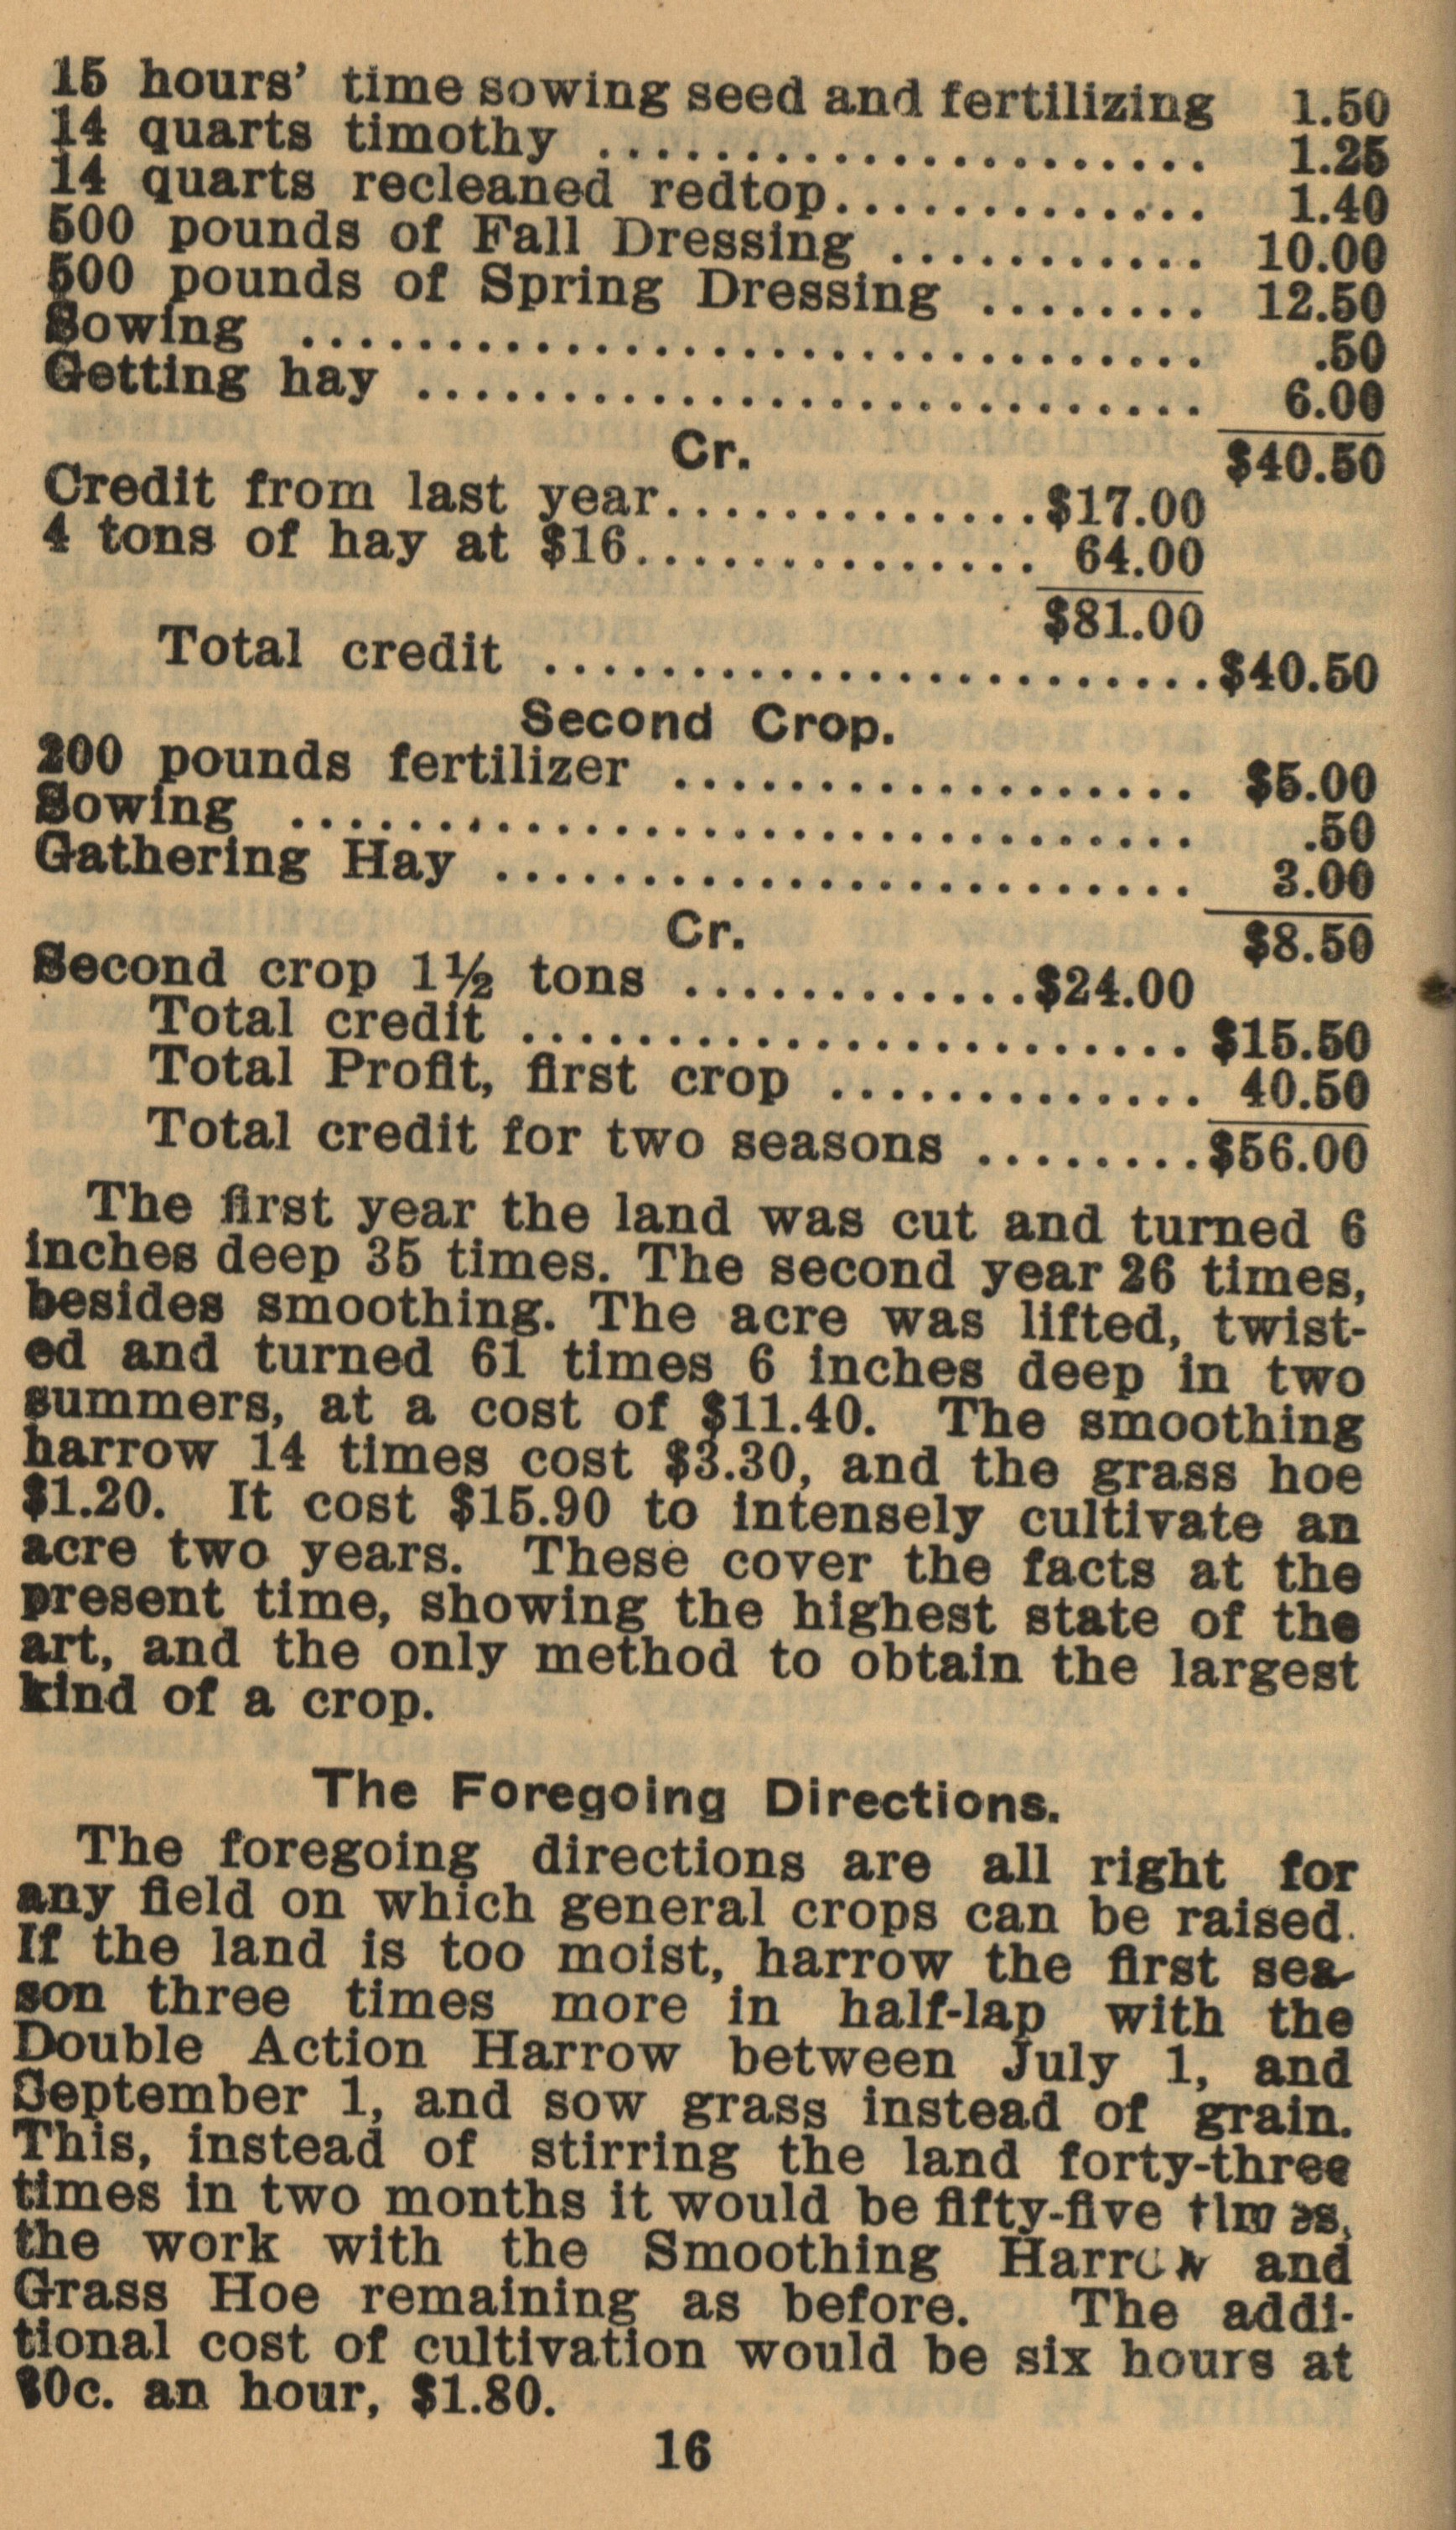 15 hours' time sowing seed and fertilizing 1.50
14 quarts timothy ..................... 1.25
14 quarts recleaned redtop............. 1.40
500 pounds of Fall Dressing ........... 10.00
500 pounds of Spring Dressing ........ 12.50
Sowing ............................... .50
Getting hay ........................... 6.00
$40.50
Cr.
Credit from last year.............$17.00
4 tons of hay at $16.............. 64.00
$81.00
Total credit .......................$40.50
Second Crop.
200 pounds fertilizer .................. $5.00
Sowing ............................... .50
Gathering Hay ........................ 3.00
$8.50
Cr.
Second crop 1½ tons ............$24.00
Total credit ....................... $15.50
Total Profit, first crop ............. 40.50
Total credit for two seasons ........$56.00
The first year the land was cut and turned 6
inches deep 35 times. The second year 26 times,
besides smoothing. The acre was lifted, twist-
ed and turned 61 times 6 inches deep in two
summers, at a cost of $11.40. The smoothing
harrow 14 times cost $3.30, and the grass hoe
$1.20. It cost $15.90 to intensely cultivate an
acre two years. These cover the facts at the
present time, showing the highest state of the
art, and the only method to obtain the largest
kind of a crop.
The Foregoing Directions.
The foregoing directions are all right for
any field on which general crops can be raised.
If the land is too moist, harrow the first sea-
son three times more in half-lap with the
Double Action Harrow between July 1, and
September 1, and sow grass instead of grain.
This, instead of stirring the land forty-three
times in two months it would be fifty-five times,
the work with the Smoothing Harrow and
Grass Hoe remaining as before. The addi-
tional cost of cultivation would be six hours at
30c. an hour, $1.80.
16